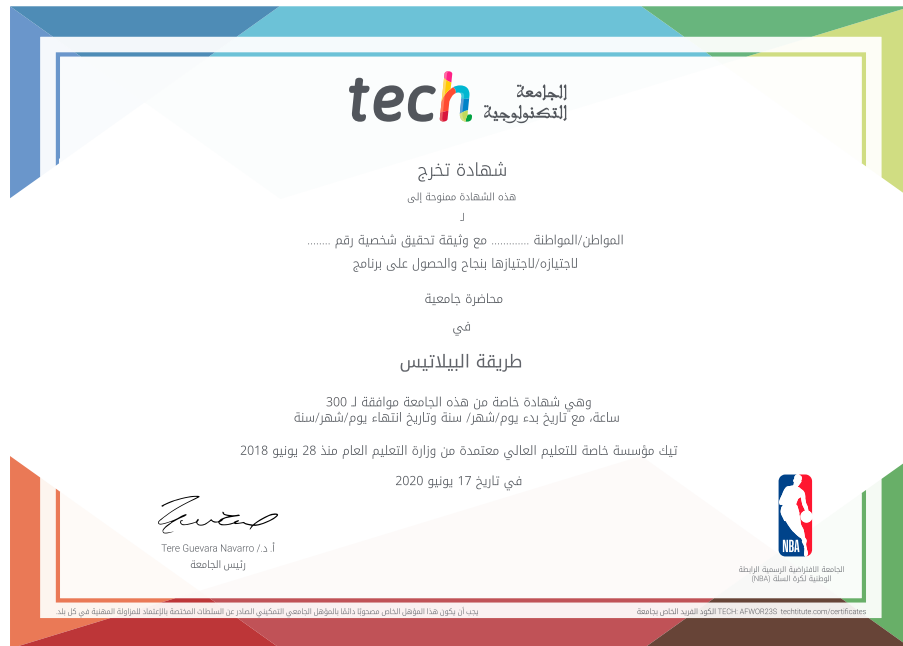 tech الجامعة
التكنولوجية
شهادة تخرج
هذه الشهادة ممنوحة إلى
لـ
المواطن/المواطنة ............. مع وثيقة تحقيق شخصية رقم ........
لاجتيازه/لاجتيازها بنجاح والحصول على برنامج
محاضرة جامعية
في
طريقة البيلاتيس
وهي شهادة خاصة من هذه الجامعة موافقة لـ 300
ساعة، مع تاريخ بدء يوم/شهر/ سنة وتاريخ انتهاء يوم/شهر/سنة
تيك مؤسسة خاصة للتعليم العالي معتمدة من وزارة التعليم العام منذ 28 يونيو 2018
في تاريخ 17 يونيو 2020
أ. د./ Tere Guevara Navarro
رئيس الجامعة
NBA
الجامعة الافتراضية الرسمية الرابطة
الوطنية لكرة السلة (NBA)
يجب أن يكون هذا المؤهل الخاص مصحوبًا دائمًا بالمؤهل الجامعي التمكيني الصادر عن السلطات المختصة بالإعتماد للمزاولة المهنية في كل بلد.
الكود الفريد الخاص بجامعة TECH: AFWOR23S techtitute.com/certificates